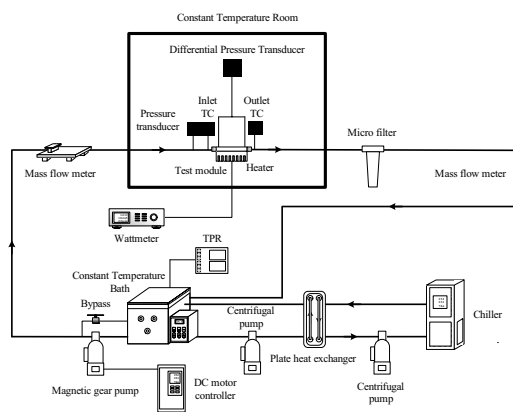 Constant Temperature Room
Differential Pressure Transducer
Inlet
TC
Outlet
TC
Pressure
transducer
Micro filter
Mass flow meter
Test module
Heater
Mass flow meter
Wattmeter
TPR
Constant Temperature
Bath
Bypass
Centrifugal
pump
Chiller
Plate heat exchanger
Magnetic gear pump
DC motor
controller
Centrifugal
pump